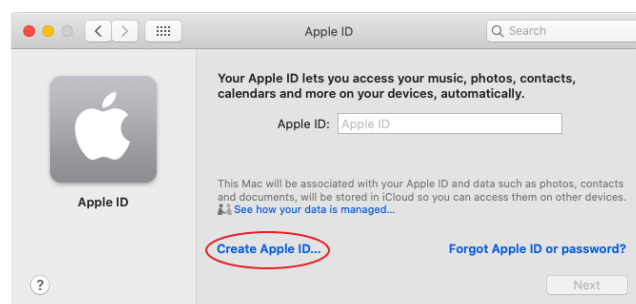 Apple ID
Search
Your Apple ID lets you access your music, photos, contacts,
calendars and more on your devices, automatically.
Apple ID: Apple ID
This Mac will be associated with your Apple ID and data such as photos, contacts
and documents, will be stored in iCloud so you can access them on other devices.
See how your data is managed...
Apple ID
Create Apple ID...
Forgot Apple ID or password?
?
Next